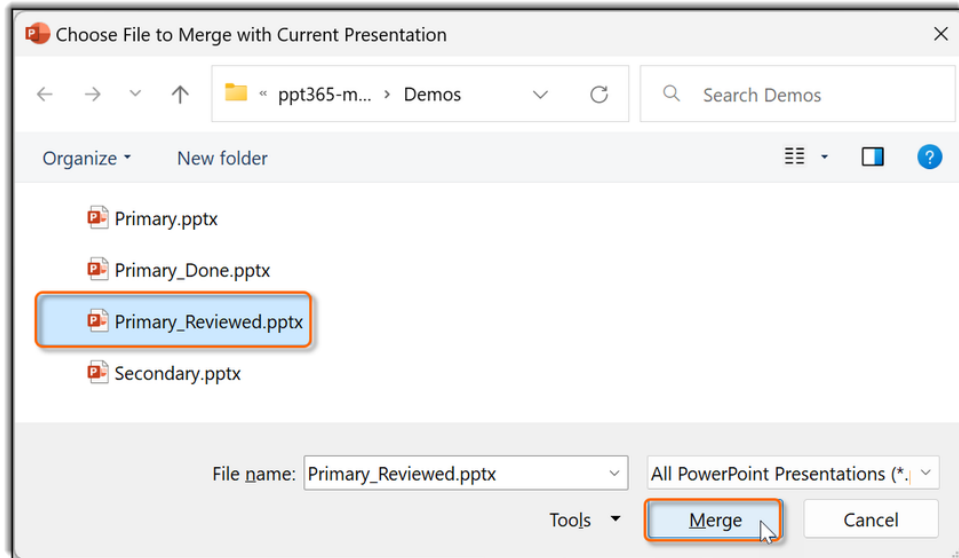 Choose File to Merge with Current Presentation
« ppt365-m... › Demos
Search Demos
Organize
New folder
Primary.pptx
Primary_Done.pptx
Primary_Reviewed.pptx
Secondary.pptx
File name: Primary_Reviewed.pptx
All PowerPoint Presentations (*.
Tools
Merge
Cancel